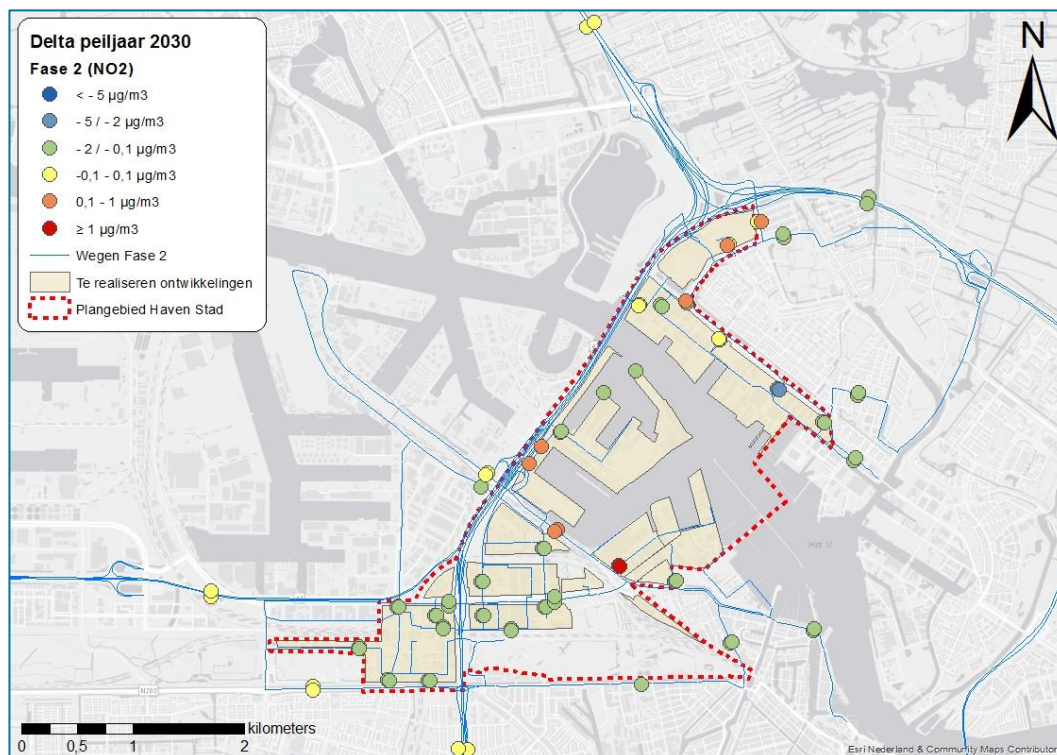 Delta peiljaar 2030
Fase 2 (NO2)
< - 5 µg/m3
- 5 / - 2 µg/m3
- 2 / - 0,1 µg/m3
-0,1 - 0,1 µg/m3
0,1 - 1 µg/m3
≥ 1 µg/m3
Wegen Fase 2
Te realiseren ontwikkelingen
Plangebied Haven Stad
N
Het IJ
N200
kilometers
0 0,5 1 2
Esri Nederland & Community Maps Contributor